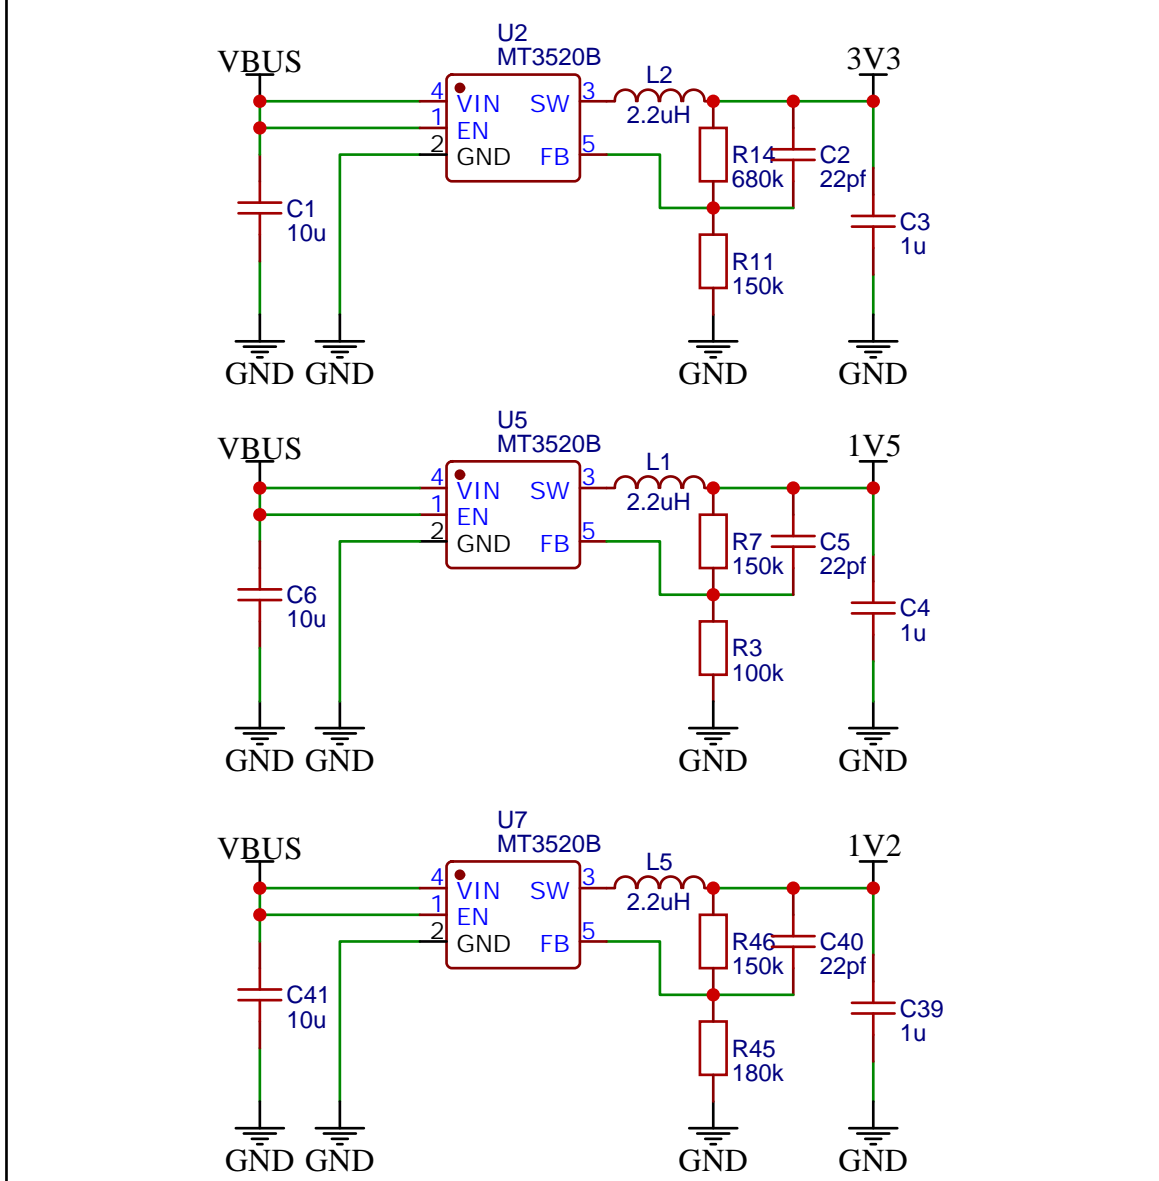 U2
MT3520B
VBUS
3V3
L2
2.2uH
4
VIN
SW
3
1
EN
2
GND
FB
5
R14
680k
C2
22pf
C1
10u
C3
1u
R11
150k
GND
GND
GND
GND
U5
MT3520B
VBUS
1V5
L1
2.2uH
4
VIN
SW
3
1
EN
2
GND
FB
5
R7
150k
C5
22pf
C6
10u
C4
1u
R3
100k
GND
GND
GND
GND
U7
MT3520B
VBUS
1V2
L5
2.2uH
4
VIN
SW
3
1
EN
2
GND
FB
5
R46
150k
C40
22pf
C41
10u
C39
1u
R45
180k
GND
GND
GND
GND